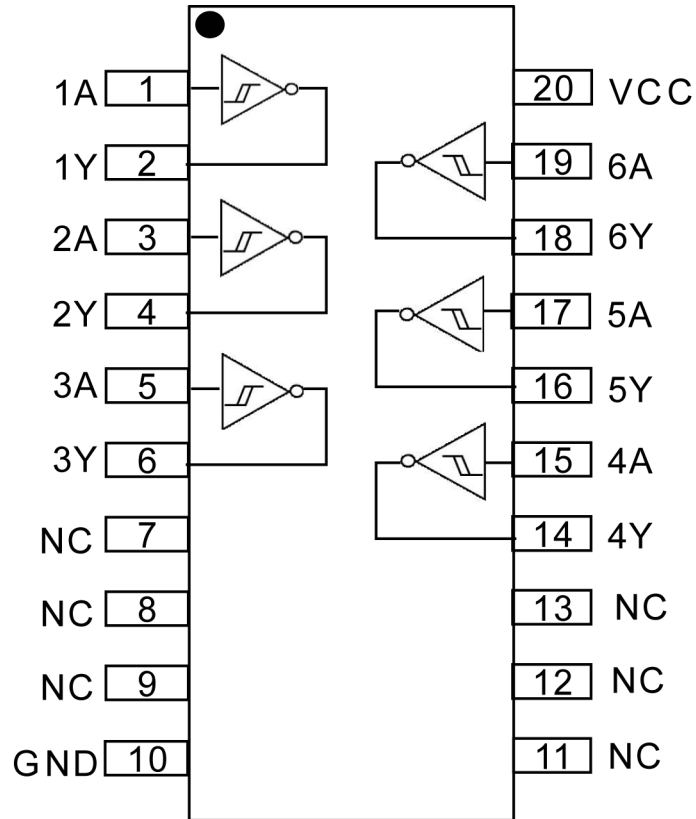 1A 1 20 VCC
1Y 2 19 6A
2A 3 18 6Y
2Y 4 17 5A
3A 5 16 5Y
3Y 6 15 4A
NC 7 14 4Y
NC 8 13 NC
NC 9 12 NC
GND 10 11 NC